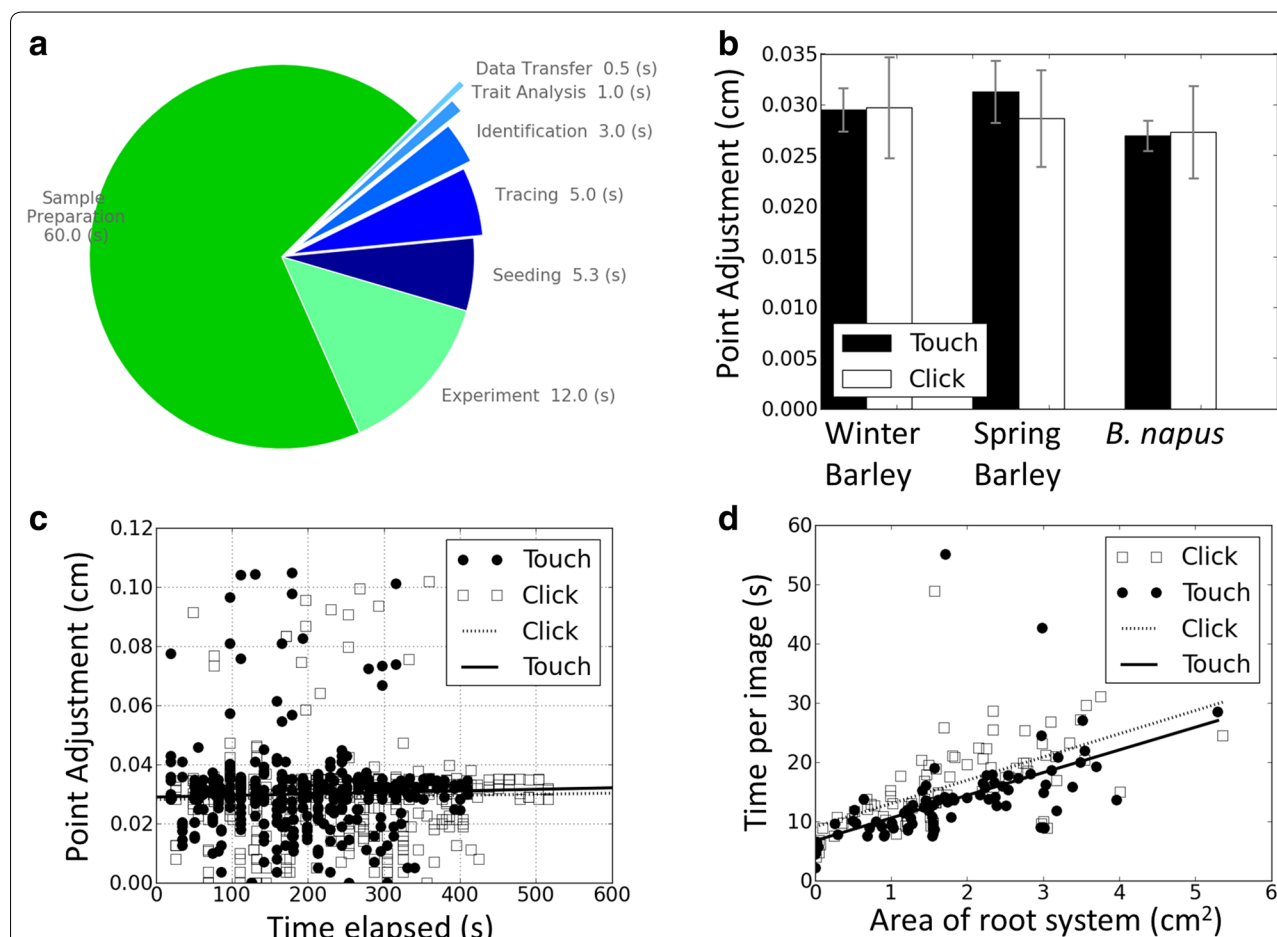 a
Data Transfer 0.5 (s)
Trait Analysis 1.0 (s)
Identification 3.0 (s)
Tracing 5.0 (s)
Sample
Preparation
60.0 (s)
Seeding 5.3 (s)
Experiment 12.0 (s)
b
Point Adjustment (cm)
0.035
0.030
0.025
0.020
0.015
0.010
0.005
0.000
Touch
Click
Winter
Barley
Spring
Barley
B. napus
c
Point Adjustment (cm)
0.12
0.10
0.08
0.06
0.04
0.02
0.00
Touch
Click
Click
Touch
0 100 200 300 400 500 600
Time elapsed (s)
d
Time per image (s)
60
50
40
30
20
10
0
Click
Touch
Click
Touch
0 1 2 3 4 5 6
Area of root system (cm²)